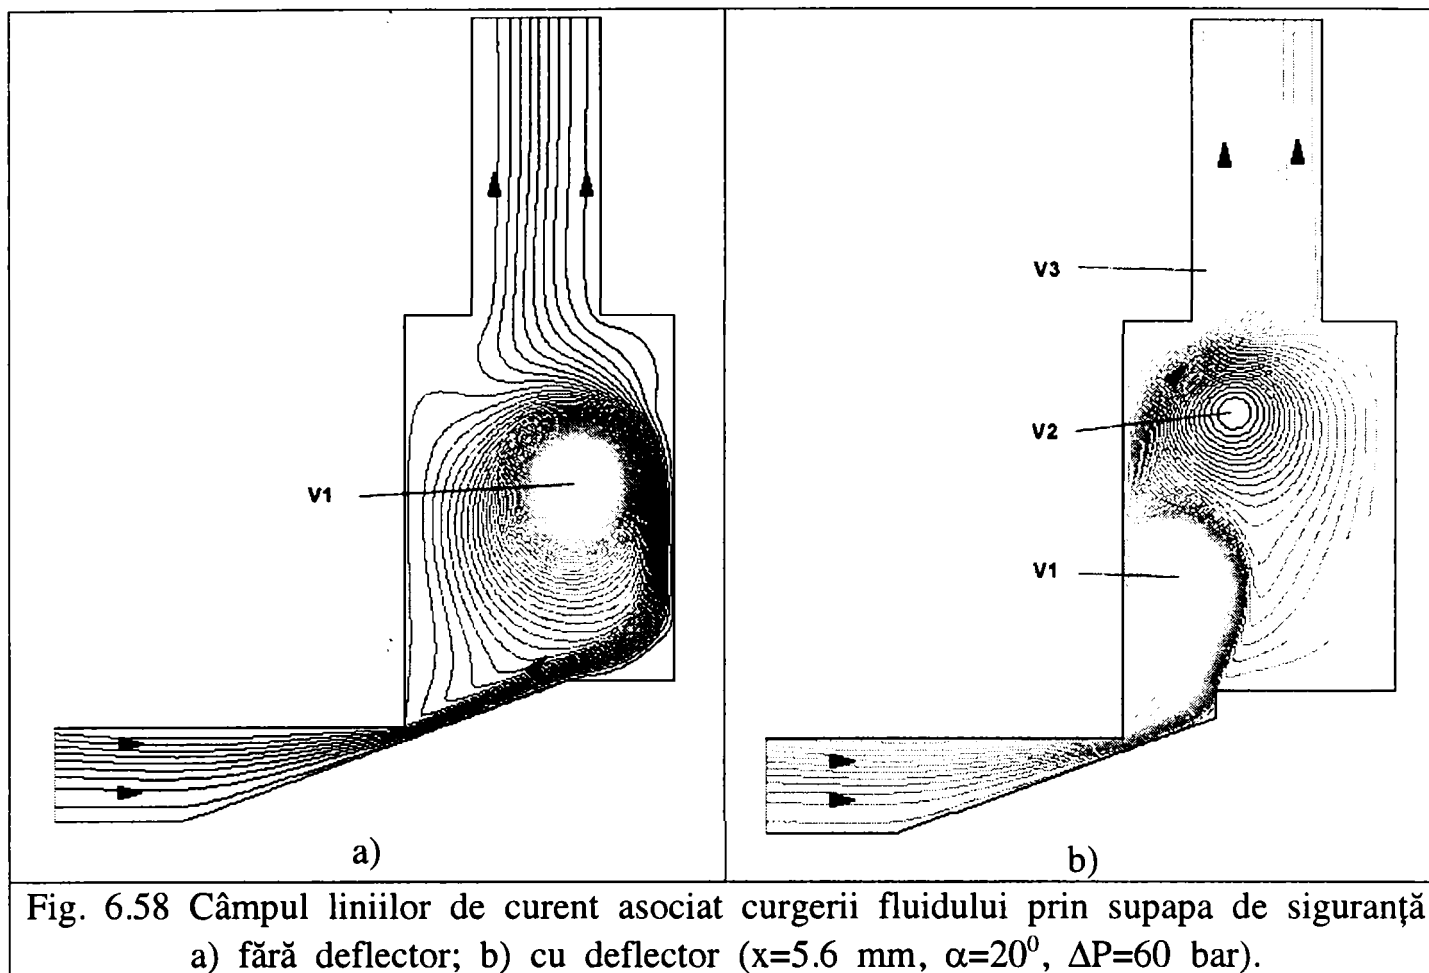 V1
a)
V3
V2
V1
b)
Fig. 6.58 Câmpul liniilor de curent asociat curgerii fluidului prin supapa de siguranţă
a) fără deflector; b) cu deflector (x=5.6 mm, α=20⁰, ΔP=60 bar).